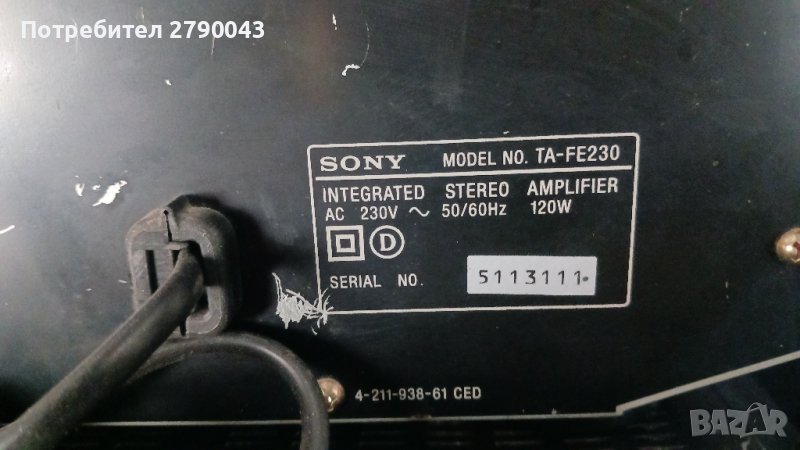 Потребител 2790043
SONY MODEL NO. TA-FE230
INTEGRATED STEREO AMPLIFIER
AC 230V ~ 50/60Hz 120W
D
SERIAL NO. 5113111
4-211-938-61 CED
BAZAR